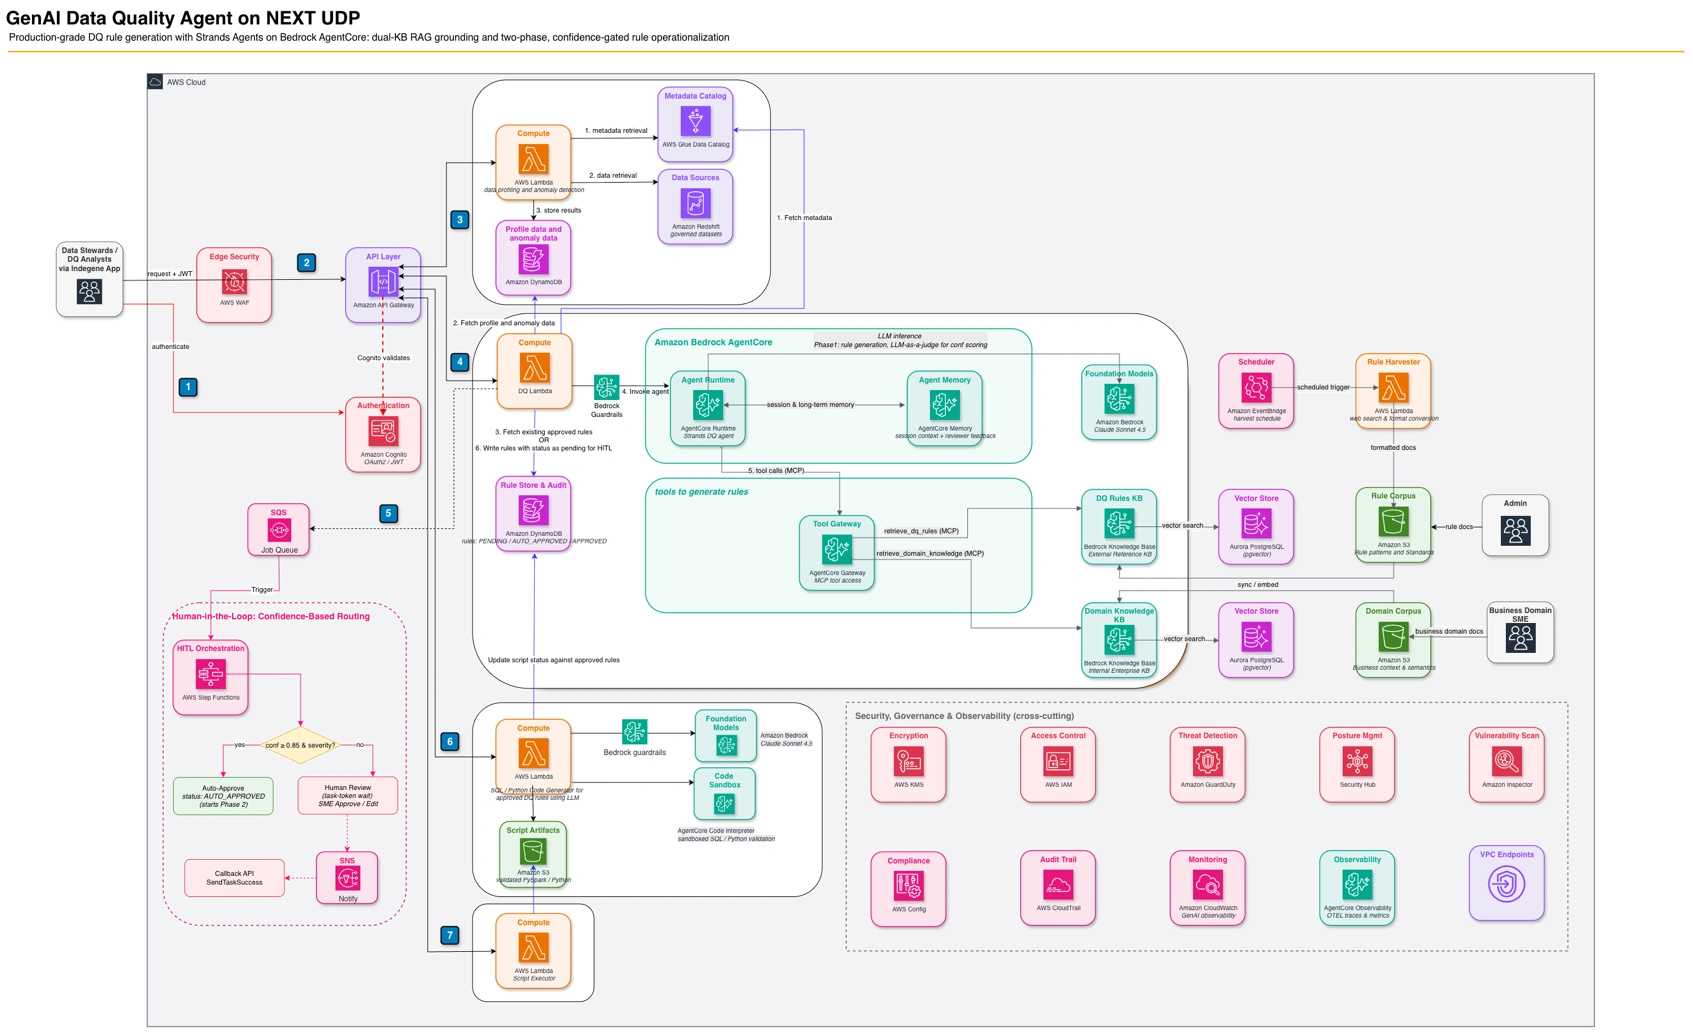 GenAI Data Quality Agent on NEXT UDP
Production-grade DQ rule generation with Strands Agents on Bedrock AgentCore: dual-KB RAG grounding and two-phase, confidence-gated rule operationalization
AWS Cloud
Data Stewards /
DQ Analysts
via Indegene App
request + JWT
authenticate
1
Edge Security
AWS WAF
2
API Layer
Amazon API Gateway
Cognito validates
Authentication
Amazon Cognito
OAuth2 / JWT
3
Compute
AWS Lambda
data profiling and anomaly detection
1. metadata retrieval
2. data retrieval
3. store results
Metadata Catalog
AWS Glue Data Catalog
Data Sources
Amazon Redshift
governed datasets
Profile data and
anomaly data
Amazon DynamoDB
1. Fetch metadata
2. Fetch profile and anomaly data
4
Compute
DQ Lambda
Bedrock
Guardrails
4. Invoke agent
3. Fetch existing approved rules
OR
6. Write rules with status as pending for HITL
Amazon Bedrock AgentCore
LLM inference
Phase1: rule generation, LLM-as-a-judge for conf scoring
Agent Runtime
AgentCore Runtime
Strands DQ agent
session & long-term memory
Agent Memory
AgentCore Memory
session context + reviewer feedback
Foundation Models
Amazon Bedrock
Claude Sonnet 4.5
5. tool calls (MCP)
tools to generate rules
Tool Gateway
AgentCore Gateway
MCP tool access
retrieve_dq_rules (MCP)
retrieve_domain_knowledge (MCP)
DQ Rules KB
Bedrock Knowledge Base
External Reference KB
vector search
Vector Store
Aurora PostgreSQL
(pgvector)
Domain Knowledge
KB
Bedrock Knowledge Base
Internal Enterprise KB
vector search
Vector Store
Aurora PostgreSQL
(pgvector)
Scheduler
Amazon EventBridge
harvest schedule
scheduled trigger
Rule Harvester
AWS Lambda
web search & format conversion
formatted docs
Rule Corpus
Amazon S3
Rule patterns and Standards
rule docs
Admin
sync / embed
Domain Corpus
Amazon S3
Business context & semantics
business domain docs
Business Domain
SME
Rule Store & Audit
Amazon DynamoDB
rules: PENDING / AUTO_APPROVED / APPROVED
5
SQS
Job Queue
Trigger
Human-in-the-Loop: Confidence-Based Routing
HITL Orchestration
AWS Step Functions
conf ≥ 0.85 & severity?
yes
no
Auto-Approve
status: AUTO_APPROVED
(starts Phase 2)
Human Review
(task-token wait)
SME Approve / Edit
SNS
Notify
Callback API
SendTaskSuccess
Update script status against approved rules
6
Compute
AWS Lambda
SQL / Python Code Generator for
approved DQ rules using LLM
Bedrock guardrails
Foundation
Models
Amazon Bedrock
Claude Sonnet 4.5
Code
Sandbox
AgentCore Code Interpreter
sandboxed SQL / Python validation
Script Artifacts
Amazon S3
validated PySpark / Python
7
Compute
AWS Lambda
Script Executor
Security, Governance & Observability (cross-cutting)
Encryption
AWS KMS
Access Control
AWS IAM
Threat Detection
Amazon GuardDuty
Posture Mgmt
Security Hub
Vulnerability Scan
Amazon Inspector
Compliance
AWS Config
Audit Trail
AWS CloudTrail
Monitoring
Amazon CloudWatch
GenAI observability
Observability
AgentCore Observability
OTEL traces & metrics
VPC Endpoints